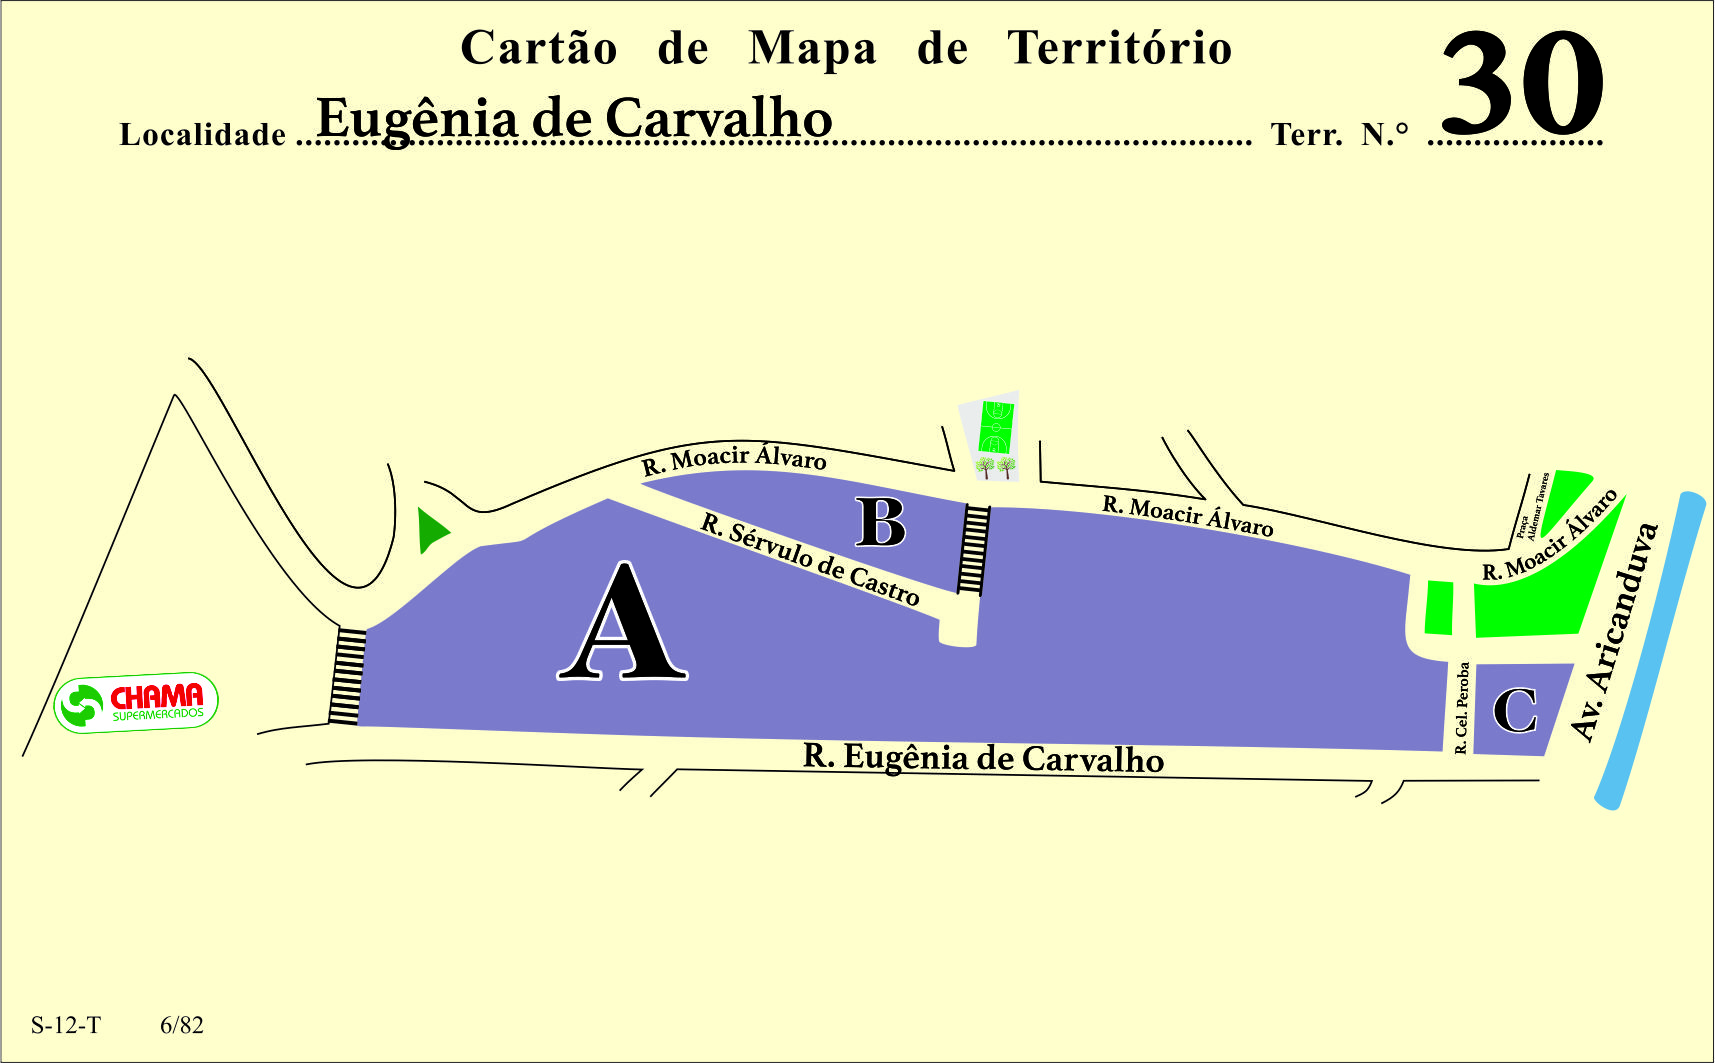 Cartão de Mapa de Território
Localidade Eugênia de Carvalho Terr. N.° 30
R. Moacir Álvaro
B
R. Sérvulo de Castro
A
R. Moacir Álvaro
Praça
Aldemar Tavares
R. Moacir Álvaro
Av. Aricanduva
R. Cel. Peroba
C
CHAMA
SUPERMERCADOS
R. Eugênia de Carvalho
S-12-T 6/82